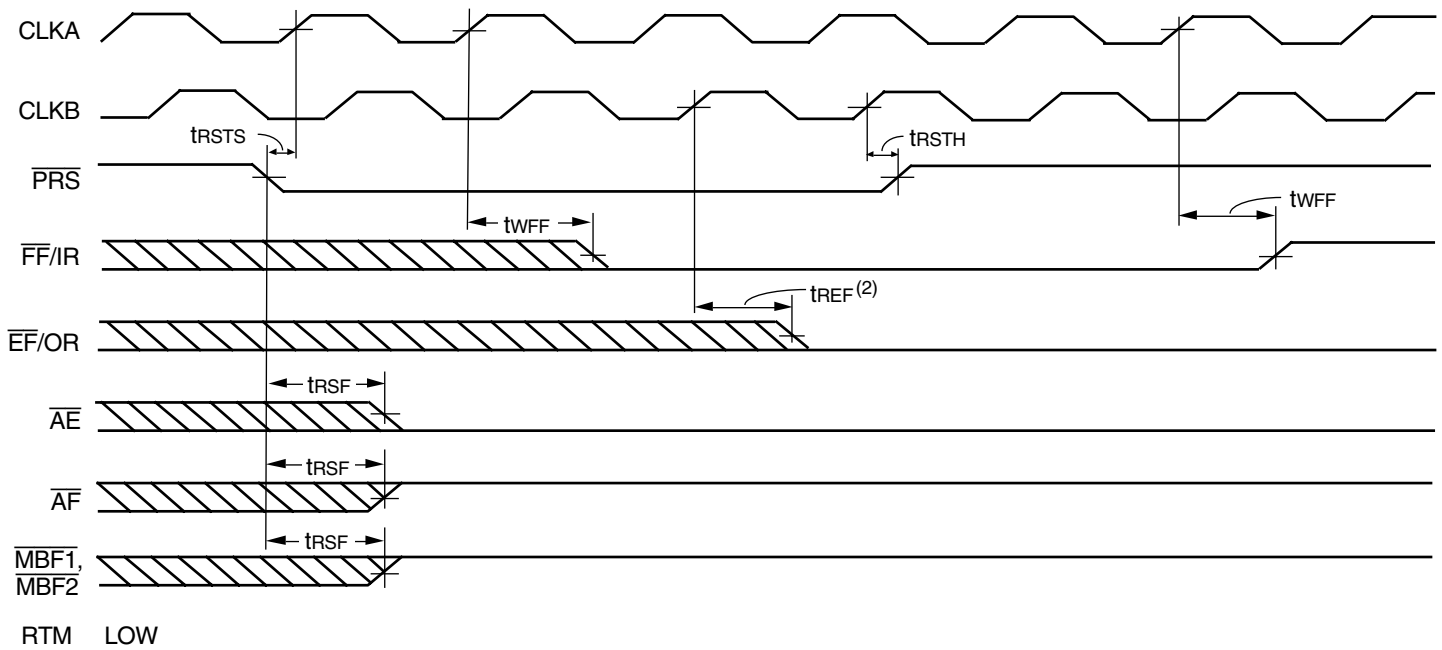 CLKA
CLKB
tRSTS
tRSTH
PRS
tWFF
tWFF
FF/IR
tREF(2)
EF/OR
tRSF
AE
tRSF
AF
tRSF
MBF1,
MBF2
RTM LOW